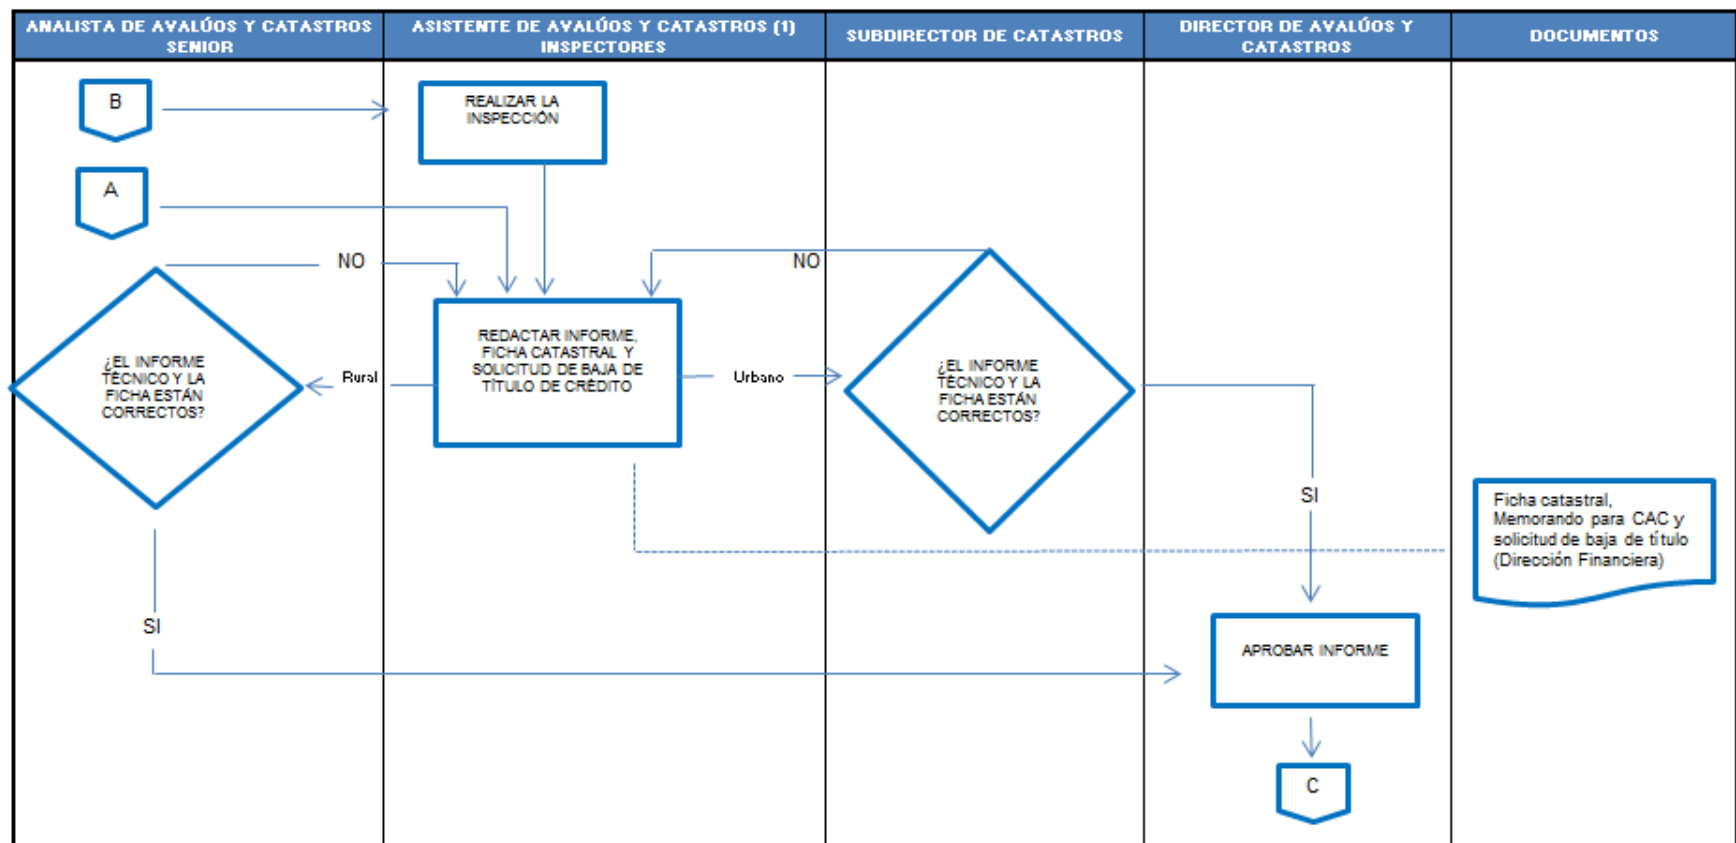 ANALISTA DE AVALÚOS Y CATASTROS
SENIOR
ASISTENTE DE AVALÚOS Y CATASTROS (1)
INSPECTORES
SUBDIRECTOR DE CATASTROS
DIRECTOR DE AVALÚOS Y
CATASTROS
DOCUMENTOS
B
REALIZAR LA
INSPECCIÓN
A
NO
NO
¿EL INFORME
TÉCNICO Y LA
FICHA ESTÁN
CORRECTOS?
Rural
REDACTAR INFORME,
FICHA CATASTRAL Y
SOLICITUD DE BAJA DE
TÍTULO DE CRÉDITO
Urbano
¿EL INFORME
TÉCNICO Y LA
FICHA ESTÁN
CORRECTOS?
SI
Ficha catastral,
Memorando para CAC y
solicitud de baja de título
(Dirección Financiera)
SI
APROBAR INFORME
C